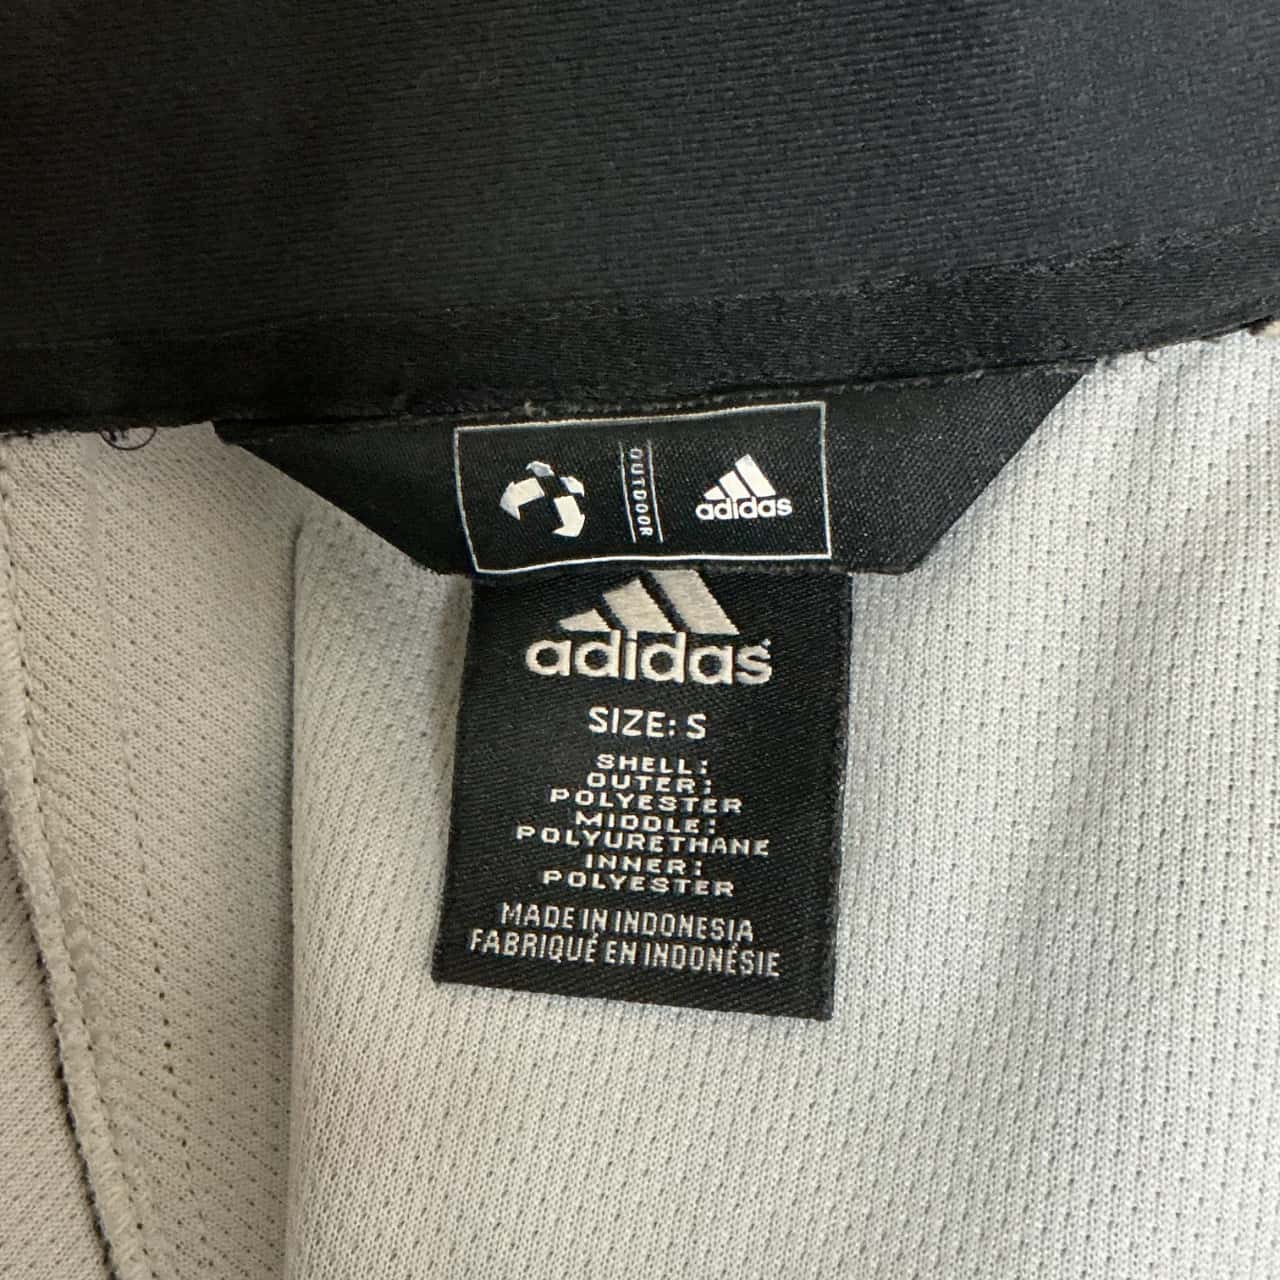 OUTDOOR
adidas
adidas
SIZE: S
SHELL:
OUTER:
POLYESTER
MIDDLE:
POLYURETHANE
INNER:
POLYESTER
MADE IN INDONESIA
FABRIQUÉ EN INDONÉSIE